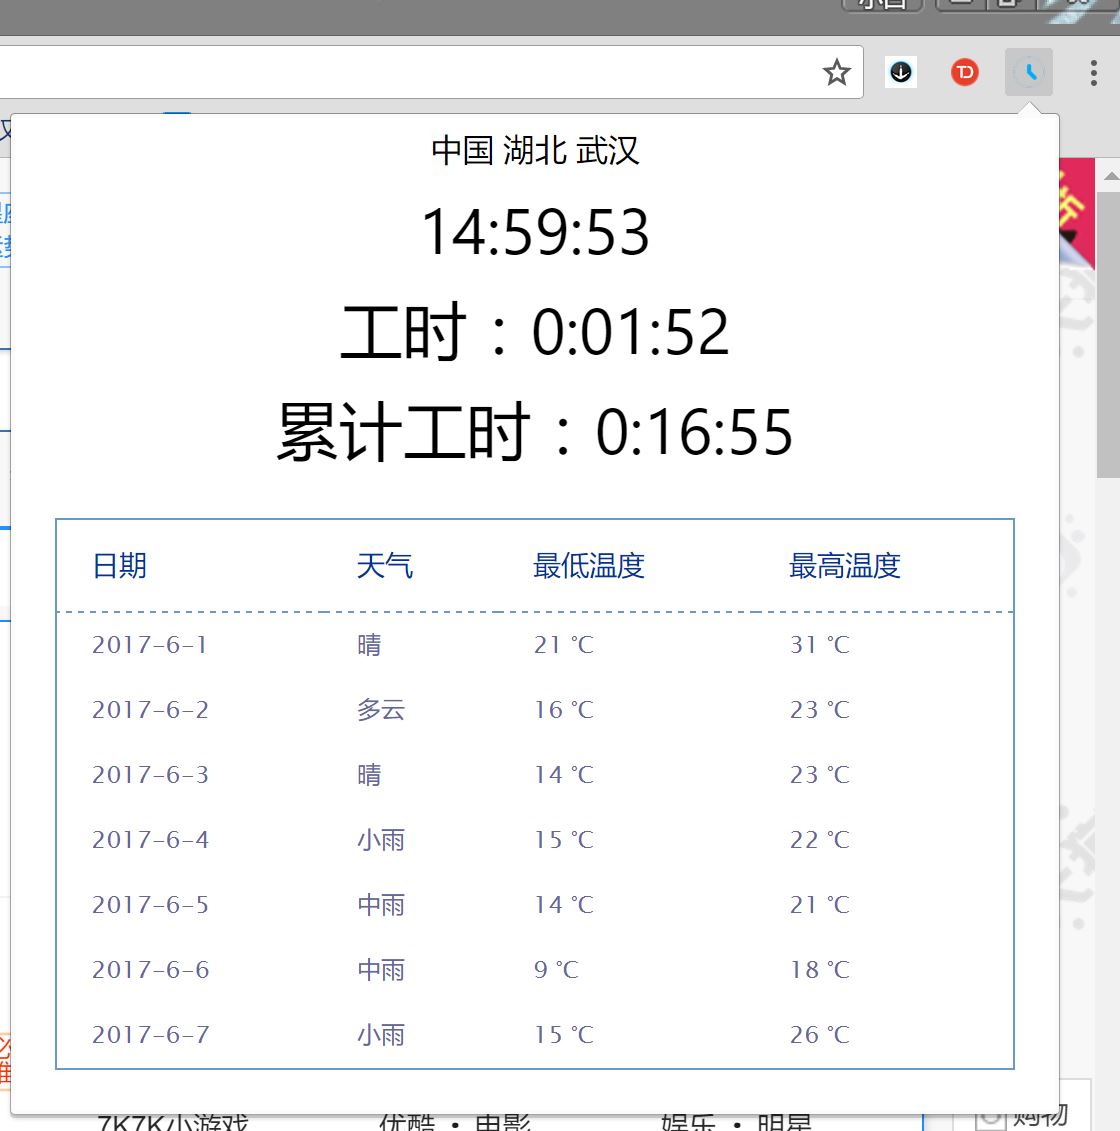 中国 湖北 武汉
14:59:53
工时：0:01:52
累计工时：0:16:55
日期 天气 最低温度 最高温度
2017-6-1 晴 21 ℃ 31 ℃
2017-6-2 多云 16 ℃ 23 ℃
2017-6-3 晴 14 ℃ 23 ℃
2017-6-4 小雨 15 ℃ 22 ℃
2017-6-5 中雨 14 ℃ 21 ℃
2017-6-6 中雨 9 ℃ 18 ℃
2017-6-7 小雨 15 ℃ 26 ℃
7K7K小游戏 优酷 • 电影 娱乐 • 明星 购物